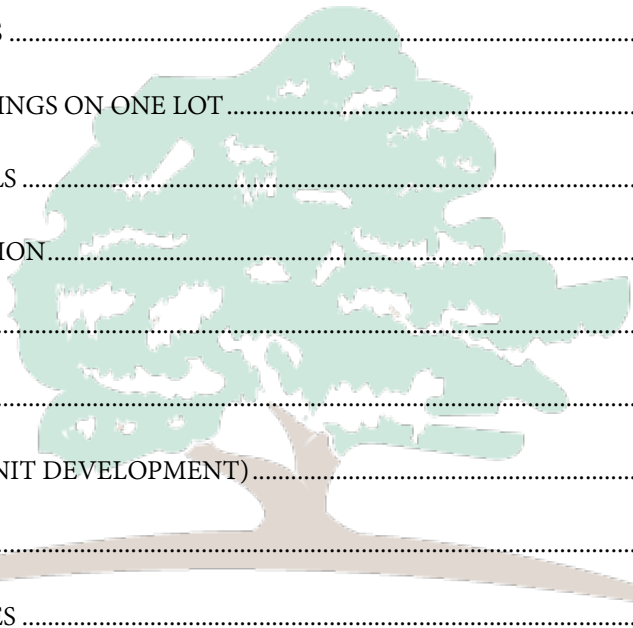 S ........................................................................................
INGS ON ONE LOT ........................................................................................
LS ........................................................................................
ION........................................................................................
........................................................................................
........................................................................................
NIT DEVELOPMENT) ........................................................................................
........................................................................................
ES ........................................................................................